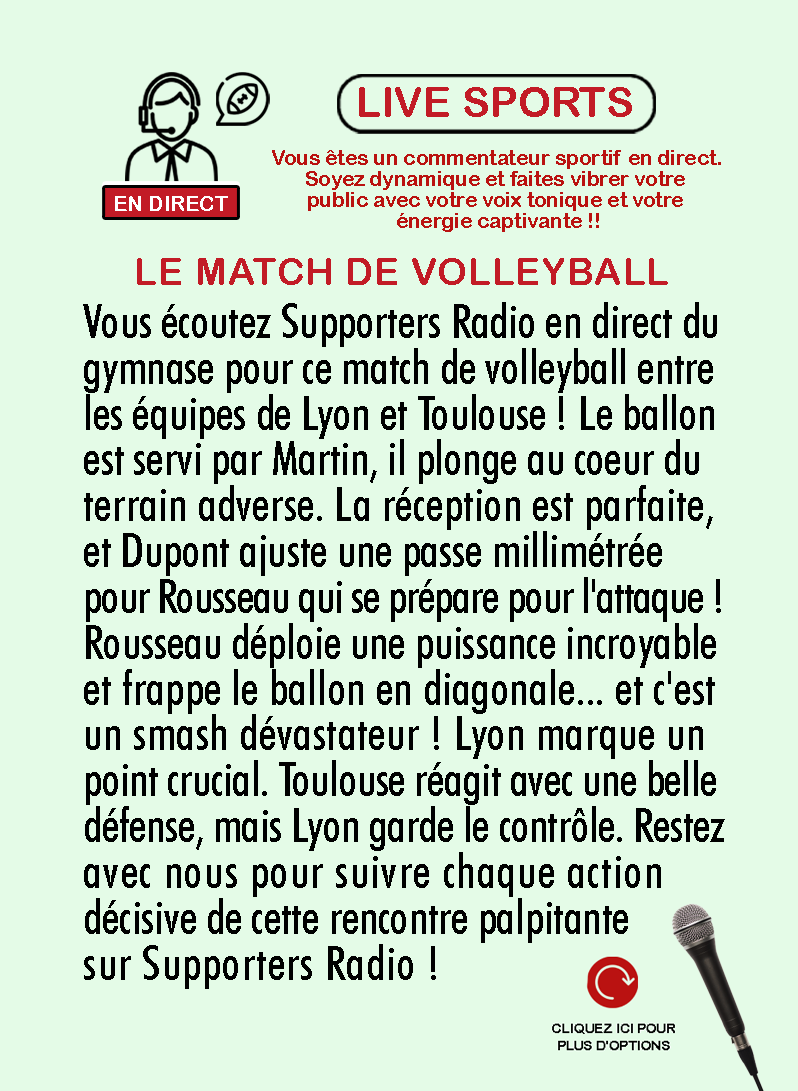 LIVE SPORTS
Vous êtes un commentateur sportif en direct.
Soyez dynamique et faites vibrer votre
public avec votre voix tonique et votre
énergie captivante !!
EN DIRECT
LE MATCH DE VOLLEYBALL
Vous écoutez Supporters Radio en direct du
gymnase pour ce match de volleyball entre
les équipes de Lyon et Toulouse ! Le ballon
est servi par Martin, il plonge au coeur du
terrain adverse. La réception est parfaite,
et Dupont ajuste une passe millimétrée
pour Rousseau qui se prépare pour l'attaque !
Rousseau déploie une puissance incroyable
et frappe le ballon en diagonale... et c'est
un smash dévastateur ! Lyon marque un
point crucial. Toulouse réagit avec une belle
défense, mais Lyon garde le contrôle. Restez
avec nous pour suivre chaque action
décisive de cette rencontre palpitante
sur Supporters Radio !
CLIQUEZ ICI POUR
PLUS D'OPTIONS